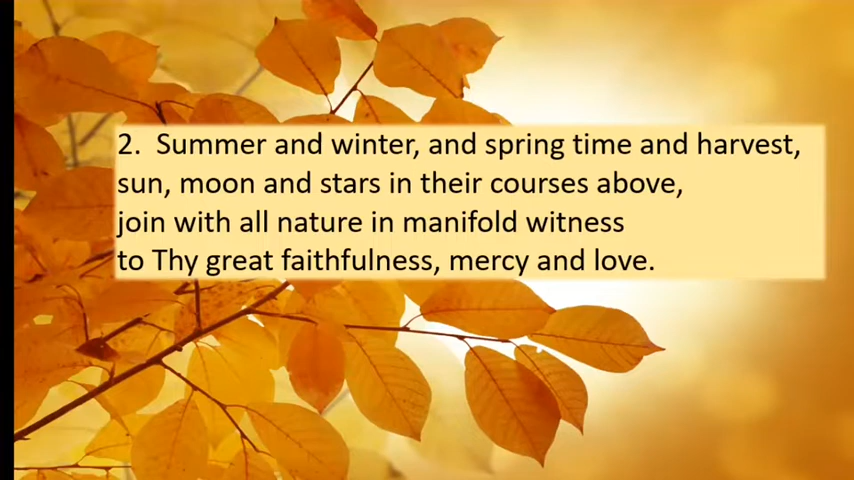 2. Summer and winter, and spring time and harvest,
sun, moon and stars in their courses above,
join with all nature in manifold witness
to Thy great faithfulness, mercy and love.